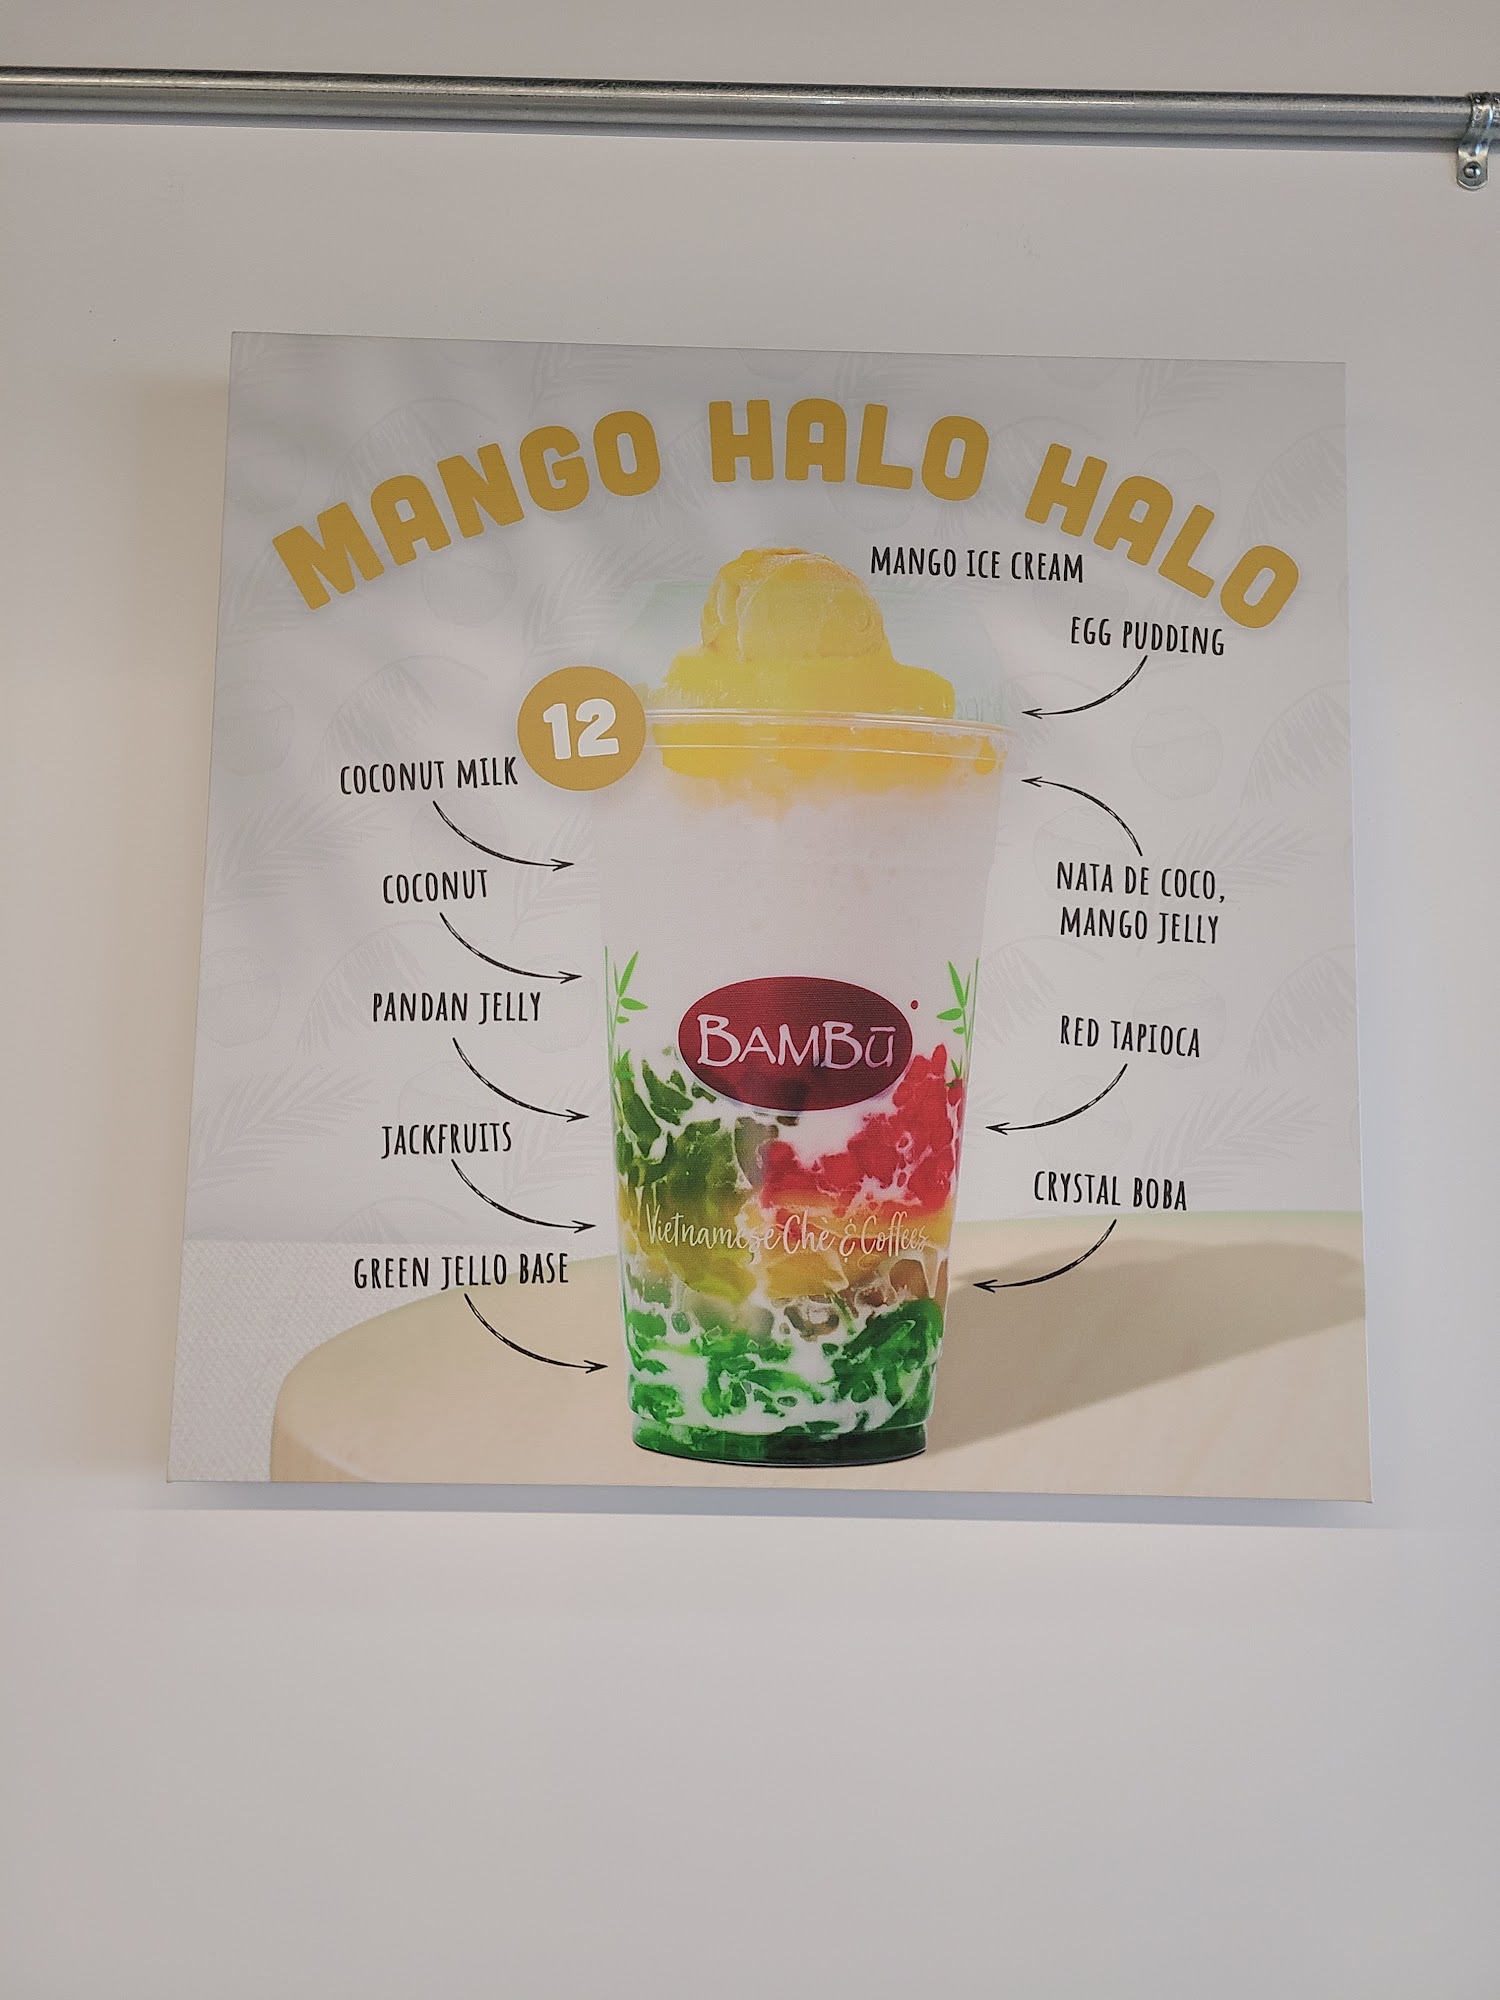 MANGO HALO HALO
MANGO ICE CREAM
EGG PUDDING
12
COCONUT MILK
COCONUT
NATA DE COCO,
MANGO JELLY
PANDAN JELLY
BAMBŪ
RED TAPIOCA
JACKFRUITS
CRYSTAL BOBA
Vietnamese Chè & Coffees
GREEN JELLO BASE